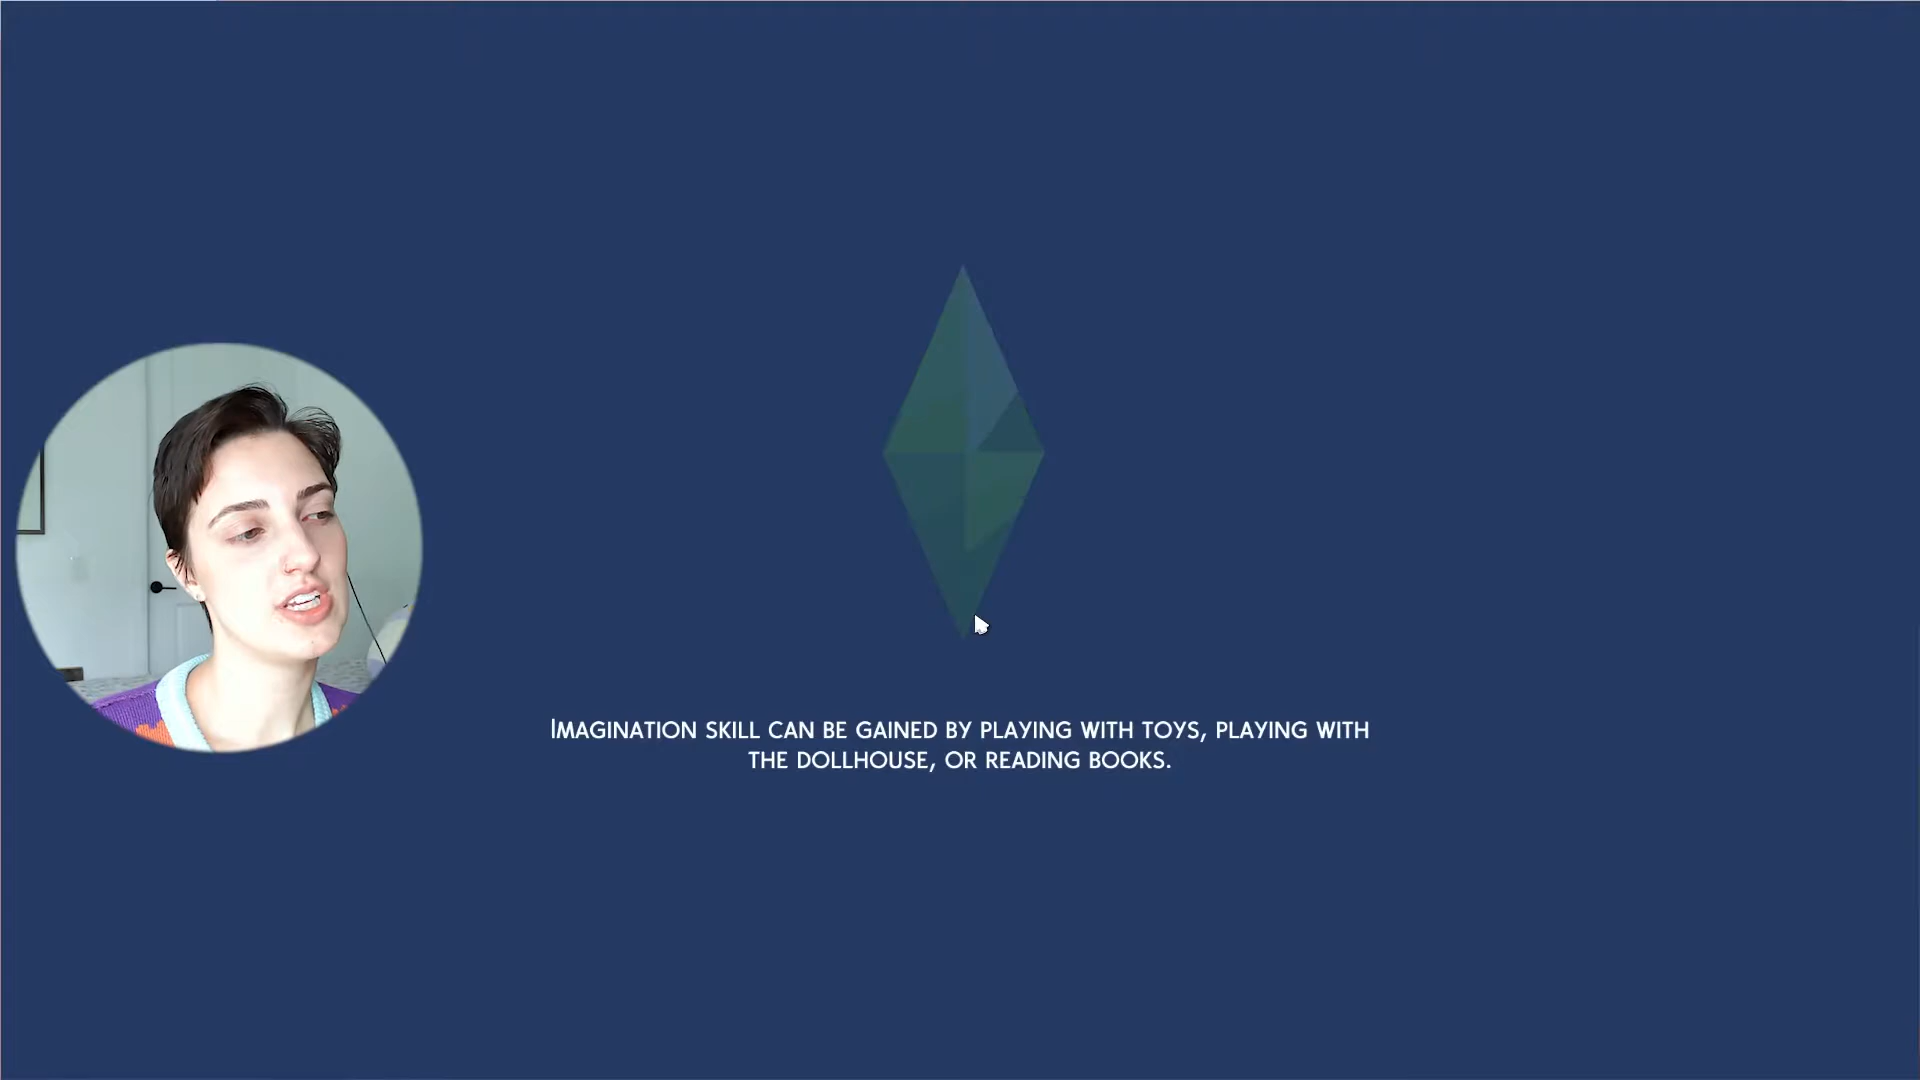 IMAGINATION SKILL CAN BE GAINED BY PLAYING WITH TOYS, PLAYING WITH
THE DOLLHOUSE, OR READING BOOKS.